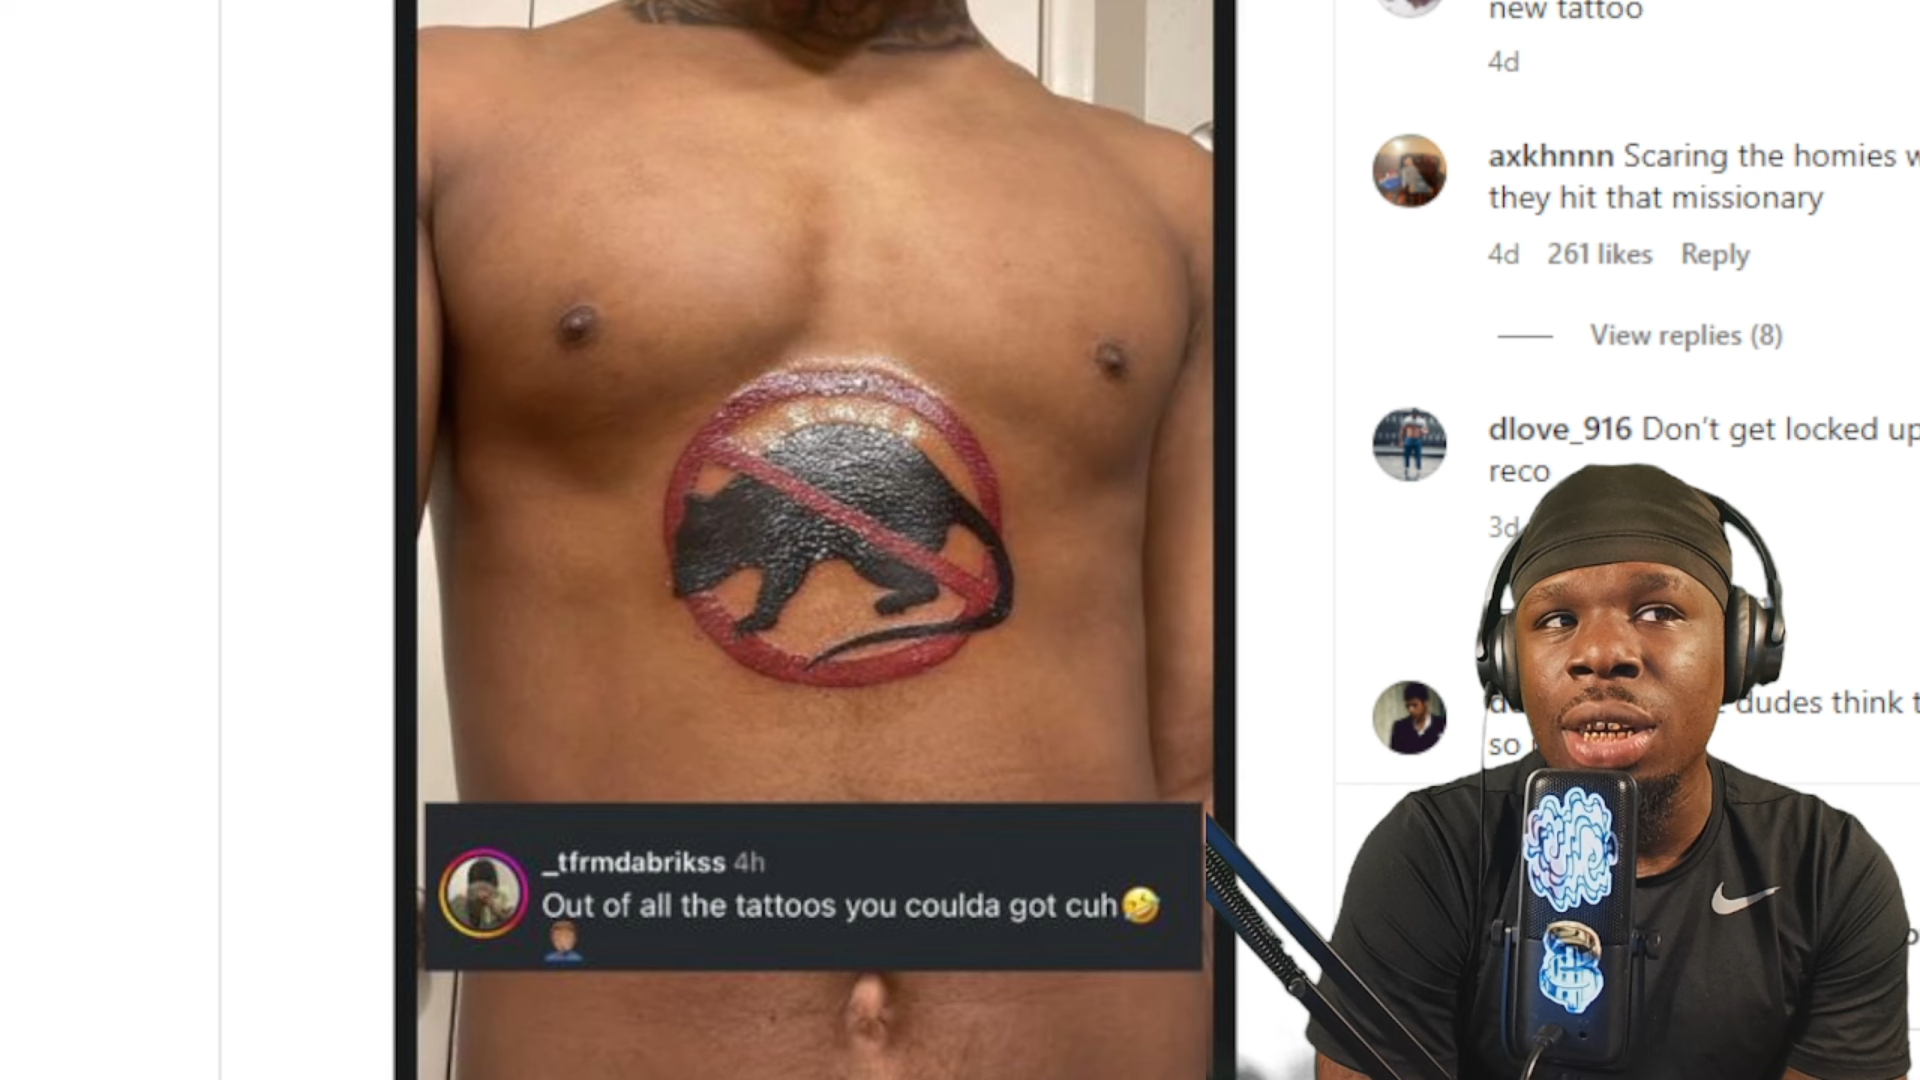 new tattoo
4d
axkhnnn Scaring the homies
they hit that missionary
4d 261 likes Reply
View replies (8)
dlove_916 Don't get locked up
reco
3d
dudes think
so
_tfrmdabrikss 4h
Out of all the tattoos you coulda got cuh🤣
🤦🏽‍♂️